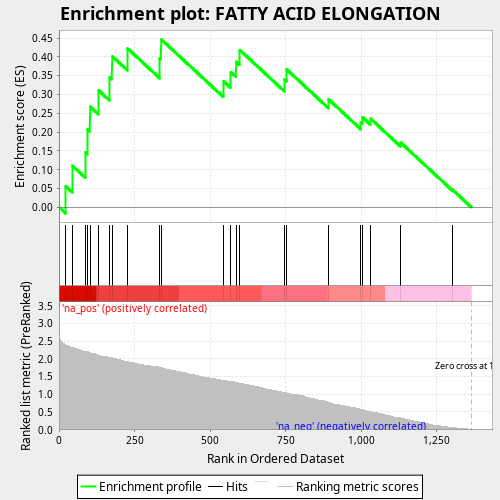 Enrichment plot: FATTY ACID ELONGATION
Enrichment score (ES)
0.45
0.40
0.35
0.30
0.25
0.20
0.15
0.10
0.05
0.00
'na_pos' (positively correlated)
Ranked list metric (PreRanked)
3.5
3.0
2.5
2.0
1.5
1.0
0.5
0.0
Zero cross at 1
'na_neg' (negatively correlated)
0
250
500
750
1,000
1,250
Rank in Ordered Dataset
Enrichment profile
Hits
Ranking metric scores